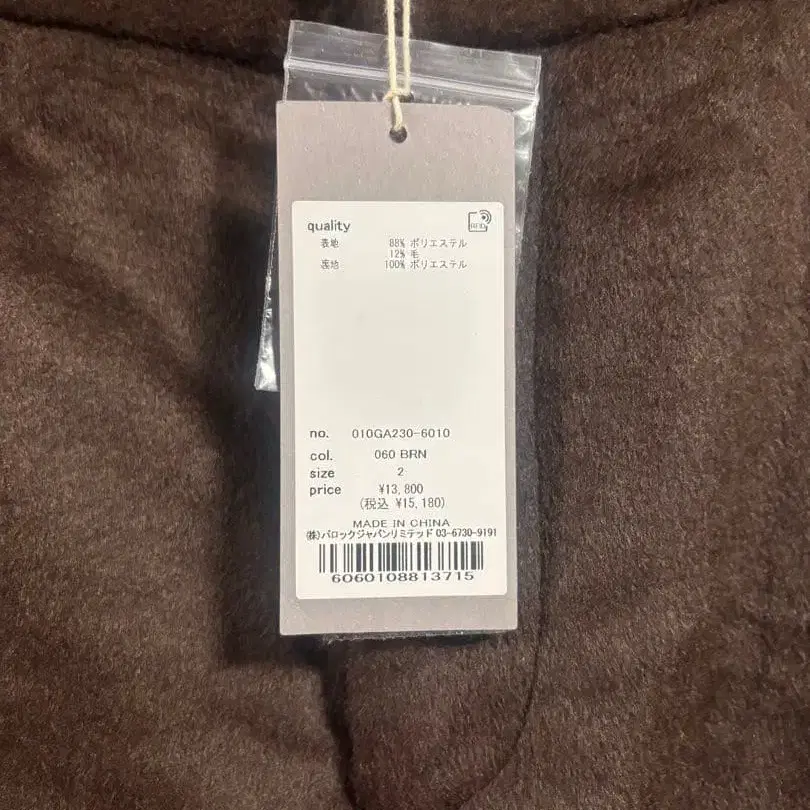 quality
RFID
表地 88% ポリエステル
12% 毛
裏地 100% ポリエステル
no. 010GA230-6010
col. 060 BRN
size 2
price ¥13,800
(税込 ¥15,180)
MADE IN CHINA
(株)バロックジャパンリミテッド 03-6730-9191
6060108813715